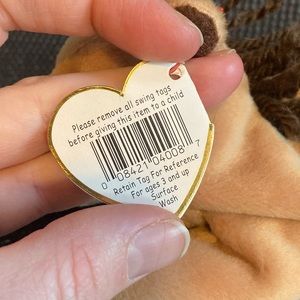 Please remove all swing tags
before giving this item to a child
0 08421 04008 7
Retain Tag For Reference
For ages 3 and up
Surface
Wash